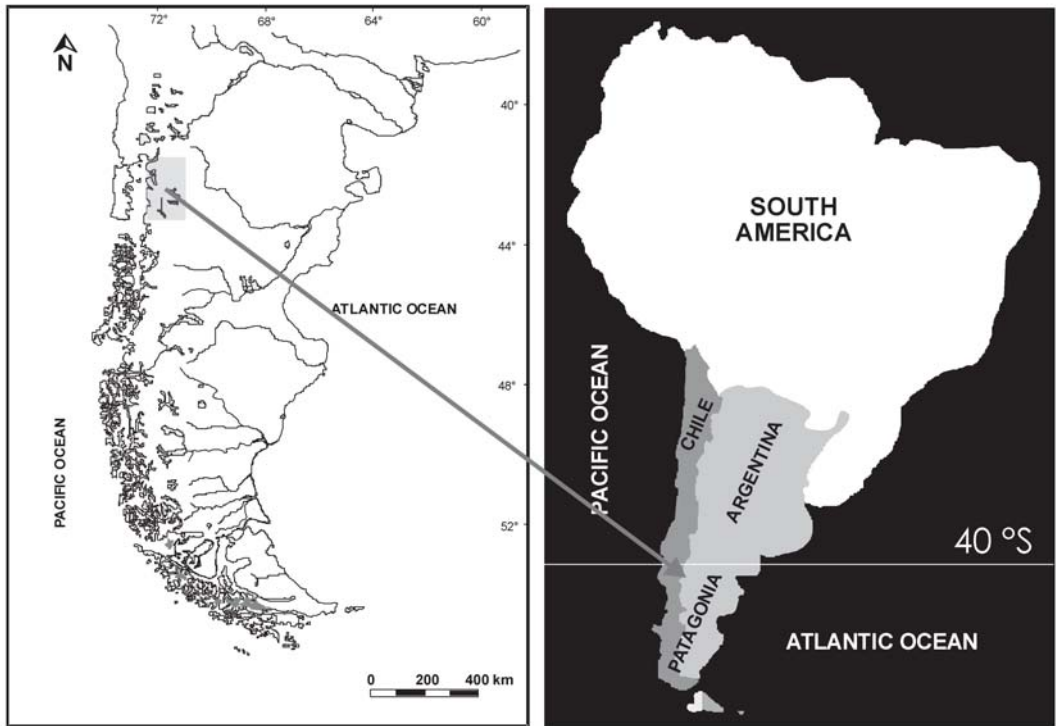 72°
68°
64°
60°
N
40°
44°
ATLANTIC OCEAN
48°
PACIFIC OCEAN
52°
0 200 400 km
SOUTH
AMERICA
PACIFIC OCEAN
CHILE
ARGENTINA
40 °S
PATAGONIA
ATLANTIC OCEAN